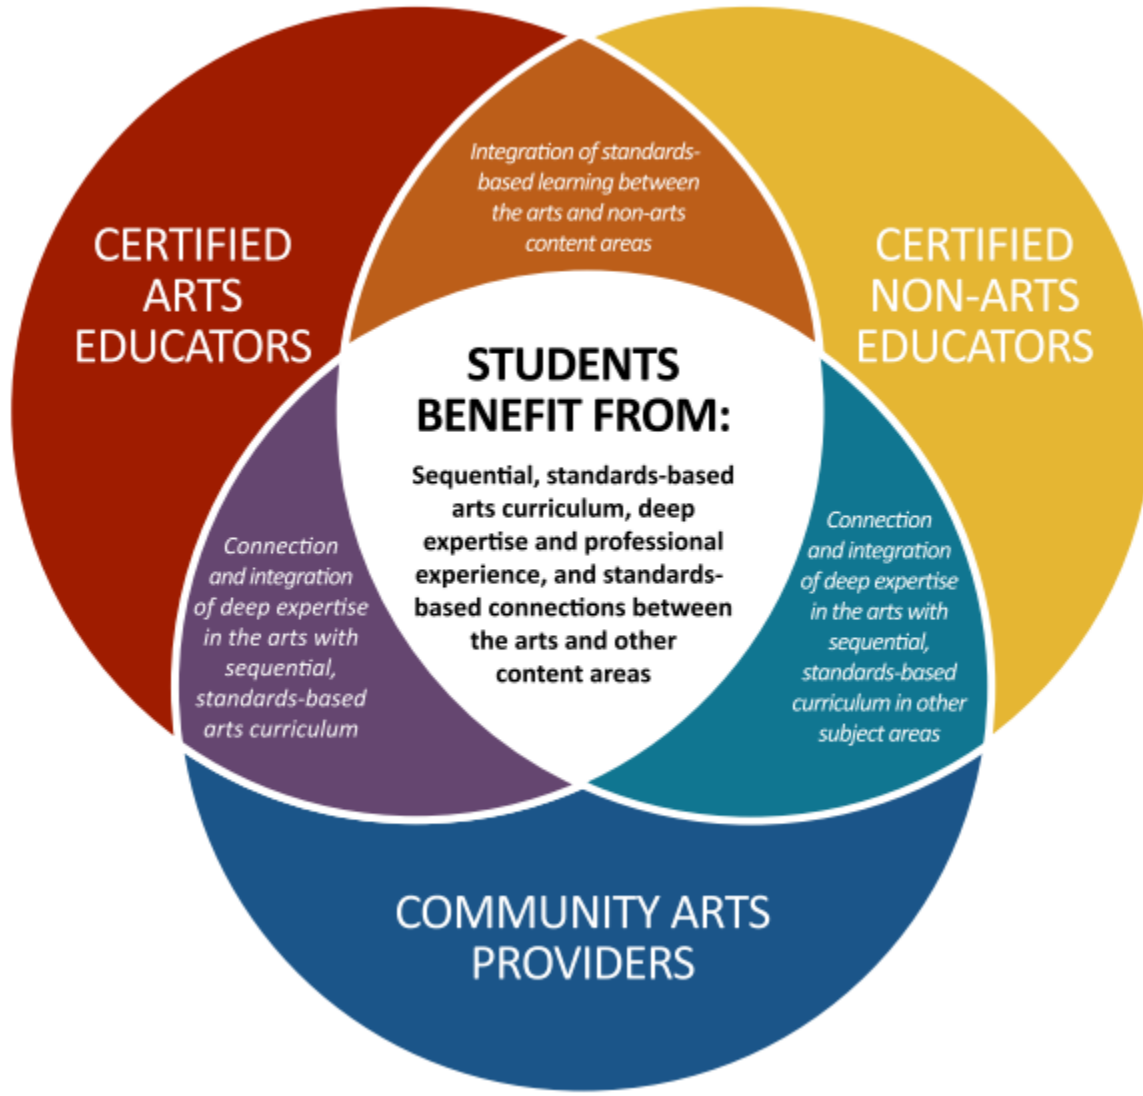 Integration of standards-
based learning between
the arts and non-arts
content areas
CERTIFIED
ARTS
EDUCATORS
CERTIFIED
NON-ARTS
EDUCATORS
STUDENTS
BENEFIT FROM:
Sequential, standards-based
arts curriculum, deep
expertise and professional
experience, and standards-
based connections between
the arts and other
content areas
Connection
and integration
of deep expertise
in the arts with
sequential,
standards-based
arts curriculum
Connection
and integration
of deep expertise
in the arts with
sequential,
standards-based
curriculum in other
subject areas
COMMUNITY ARTS
PROVIDERS